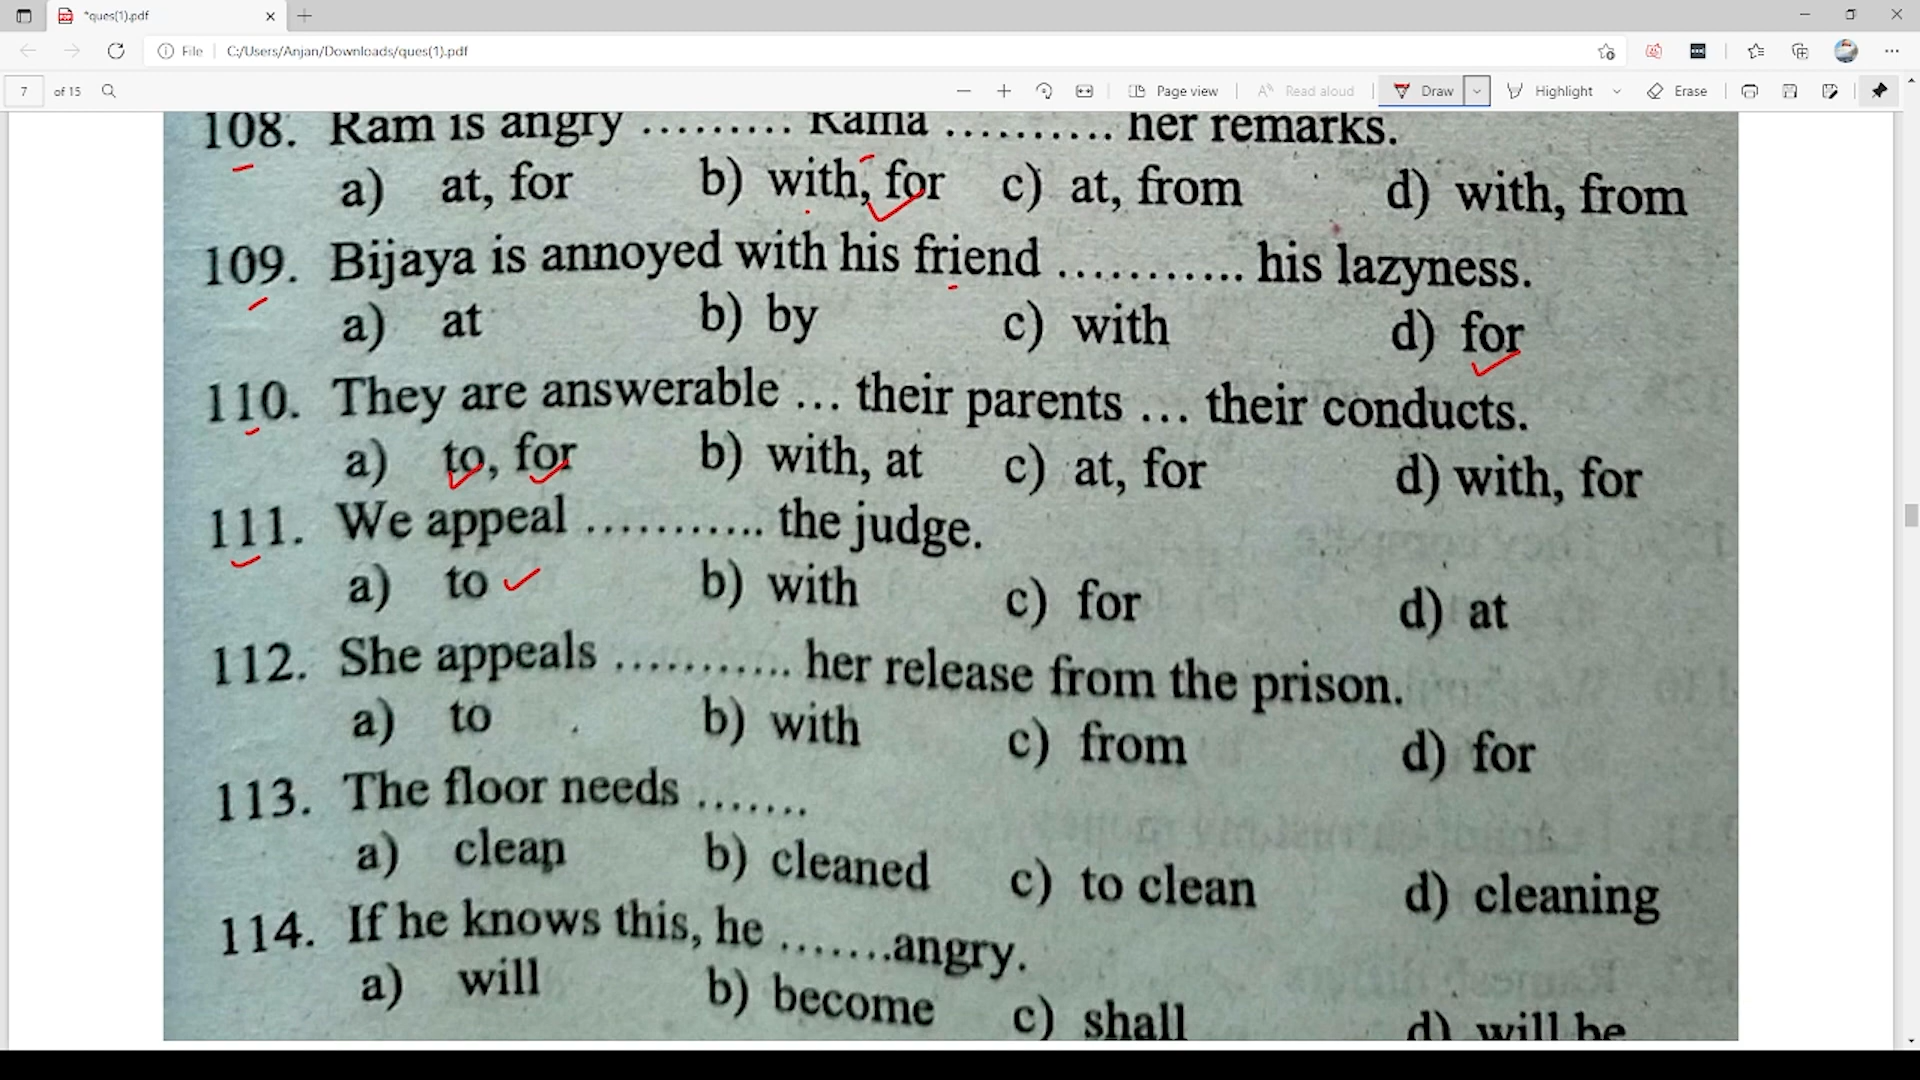 *ques(1).pdf
File C:/Users/Anjan/Downloads/ques(1).pdf
7 of 15 Page view Read aloud Draw Highlight Erase
108. Ram is angry ......... Rama .......... her remarks.
a) at, for b) with, for c) at, from d) with, from
109. Bijaya is annoyed with his friend ........... his lazyness.
a) at b) by c) with d) for
110. They are answerable ... their parents ... their conducts.
a) to, for b) with, at c) at, for d) with, for
111. We appeal ........... the judge.
a) to b) with c) for d) at
112. She appeals ........... her release from the prison.
a) to b) with c) from d) for
113. The floor needs .......
a) clean b) cleaned c) to clean d) cleaning
114. If he knows this, he .......angry.
a) will b) become c) shall d) will be